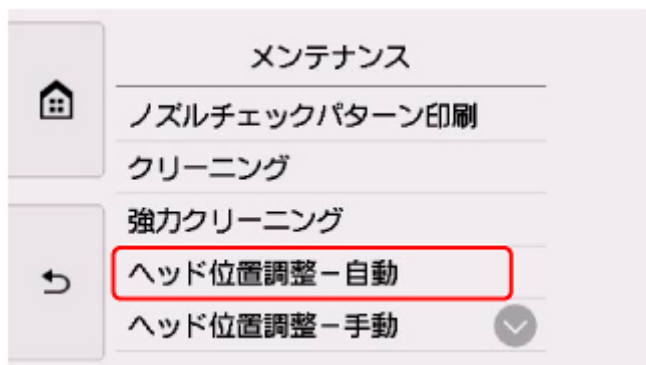 メンテナンス
ノズルチェックパターン印刷
クリーニング
強力クリーニング
ヘッド位置調整－自動
ヘッド位置調整－手動